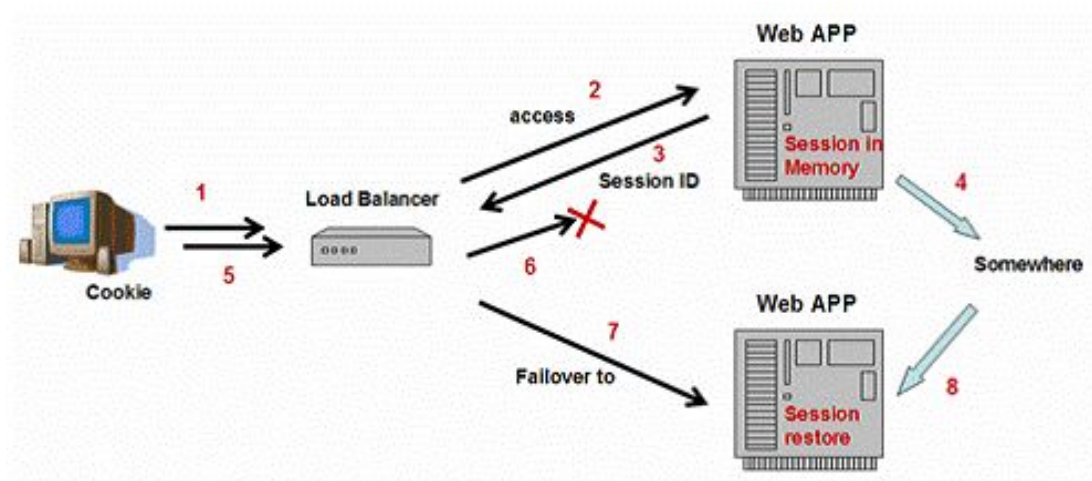 Web APP
2
access
3
Session ID
Session in
Memory
4
1
Load Balancer
5
Cookie
6
Somewhere
Web APP
7
Failover to
8
Session
restore